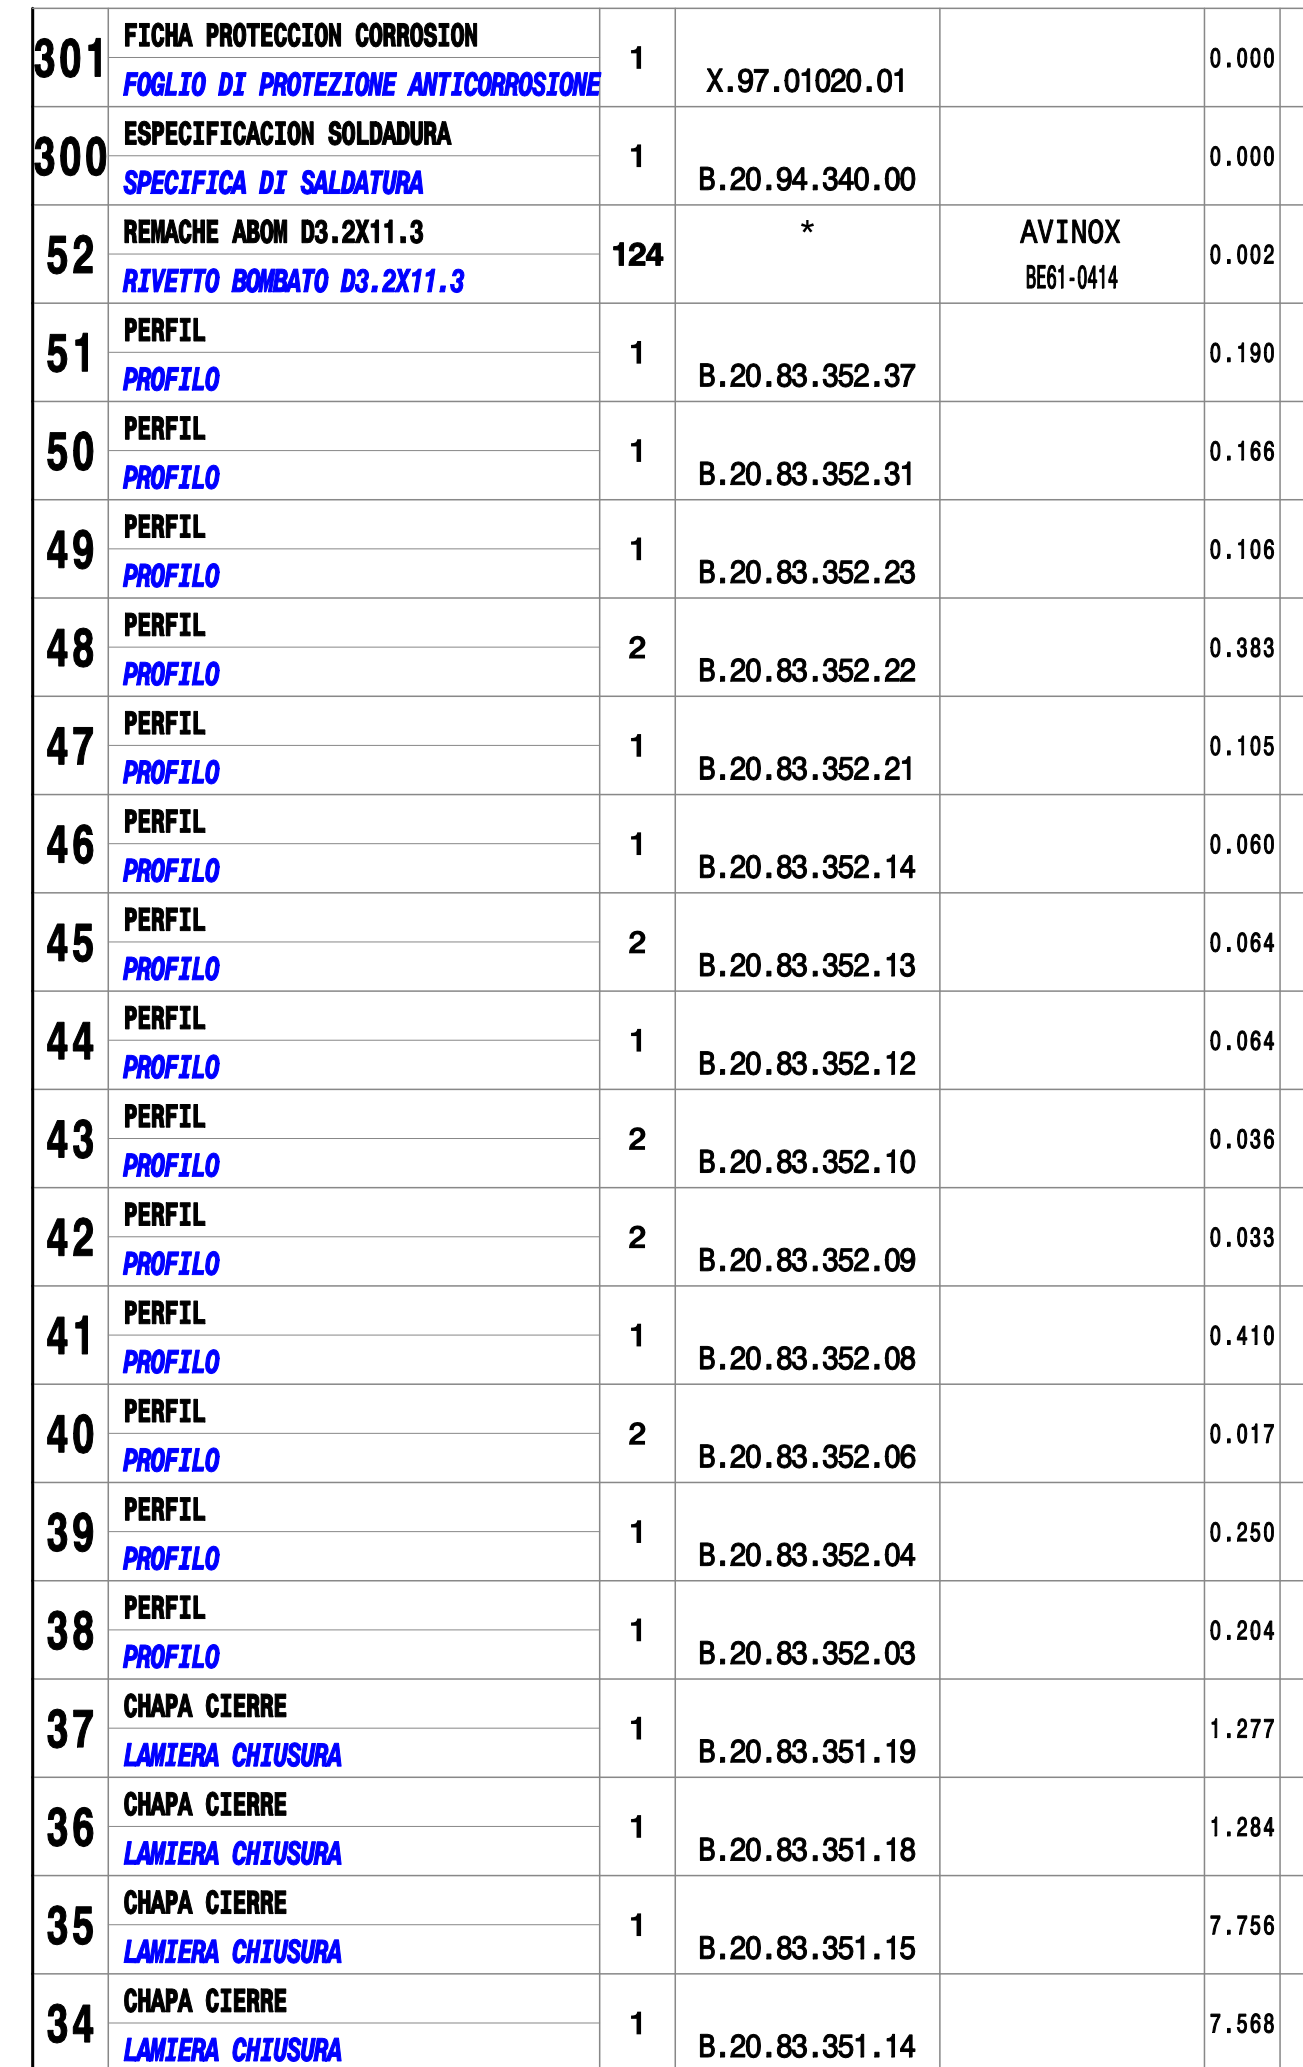 301 FICHA PROTECCION CORROSION 1 X.97.01020.01 0.000
FOGLIO DI PROTEZIONE ANTICORROSIONE
300 ESPECIFICACION SOLDADURA 1 B.20.94.340.00 0.000
SPECIFICA DI SALDATURA
52 REMACHE ABOM D3.2X11.3 124 * AVINOX 0.002
RIVETTO BOMBATO D3.2X11.3 BE61-0414
51 PERFIL 1 B.20.83.352.37 0.190
PROFILO
50 PERFIL 1 B.20.83.352.31 0.166
PROFILO
49 PERFIL 1 B.20.83.352.23 0.106
PROFILO
48 PERFIL 2 B.20.83.352.22 0.383
PROFILO
47 PERFIL 1 B.20.83.352.21 0.105
PROFILO
46 PERFIL 1 B.20.83.352.14 0.060
PROFILO
45 PERFIL 2 B.20.83.352.13 0.064
PROFILO
44 PERFIL 1 B.20.83.352.12 0.064
PROFILO
43 PERFIL 2 B.20.83.352.10 0.036
PROFILO
42 PERFIL 2 B.20.83.352.09 0.033
PROFILO
41 PERFIL 1 B.20.83.352.08 0.410
PROFILO
40 PERFIL 2 B.20.83.352.06 0.017
PROFILO
39 PERFIL 1 B.20.83.352.04 0.250
PROFILO
38 PERFIL 1 B.20.83.352.03 0.204
PROFILO
37 CHAPA CIERRE 1 B.20.83.351.19 1.277
LAMIERA CHIUSURA
36 CHAPA CIERRE 1 B.20.83.351.18 1.284
LAMIERA CHIUSURA
35 CHAPA CIERRE 1 B.20.83.351.15 7.756
LAMIERA CHIUSURA
34 CHAPA CIERRE 1 B.20.83.351.14 7.568
LAMIERA CHIUSURA